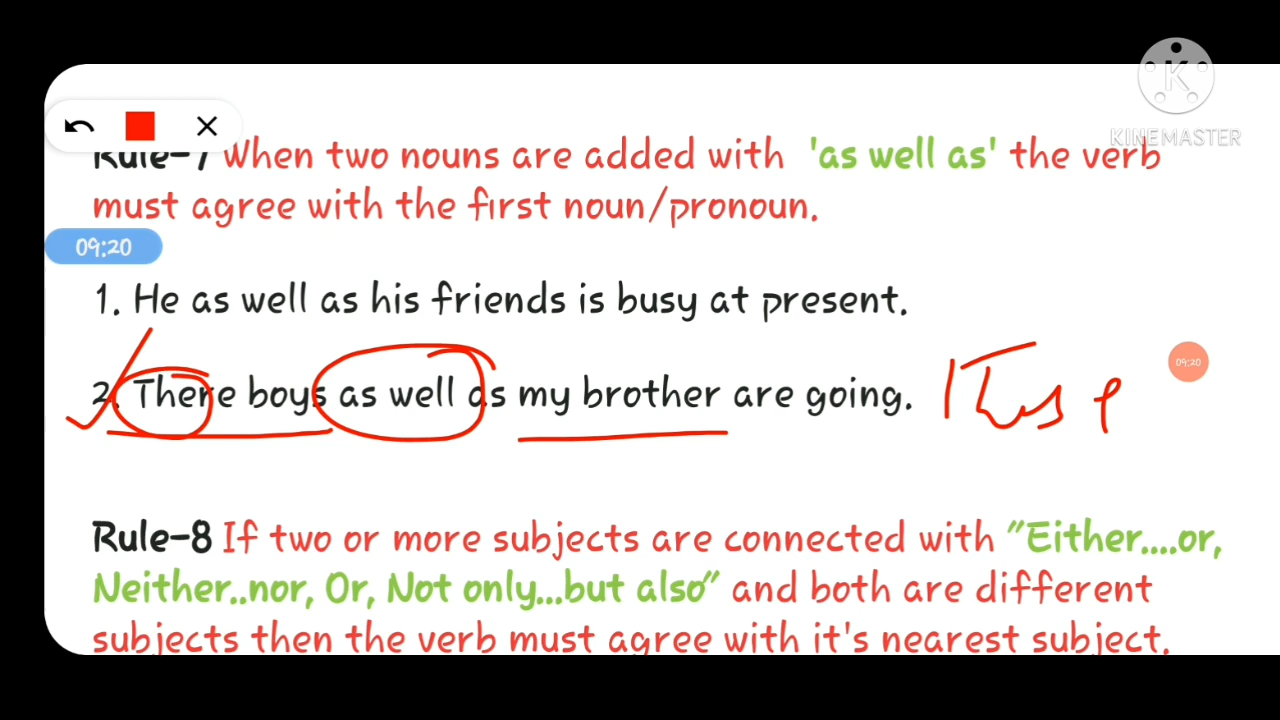 KINEMASTER
Rule-7 When two nouns are added with 'as well as' the verb
must agree with the first noun/pronoun.
09:20
1. He as well as his friends is busy at present.
09:20
2. There boys as well as my brother are going.
Rule-8 If two or more subjects are connected with "Either....or,
Neither..nor, Or, Not only...but also" and both are different
subjects then the verb must agree with it's nearest subject.